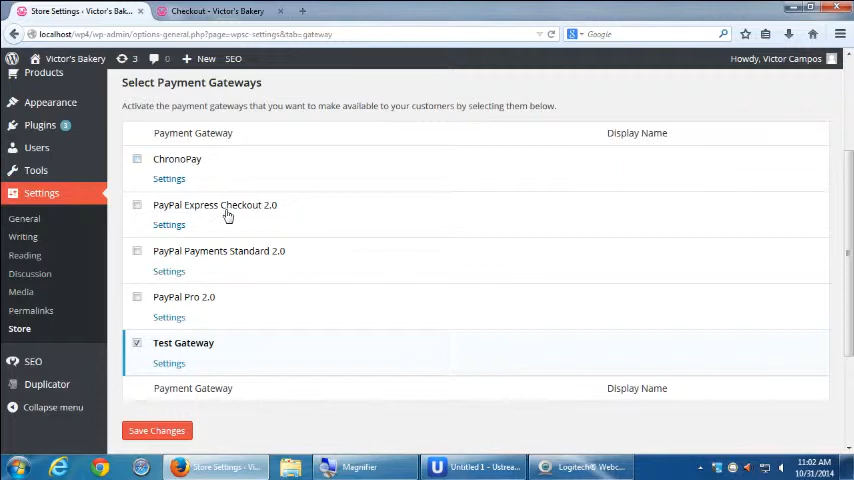 Store Settings ‹ Victor's Bakery...
Checkout - Victor's Bakery
localhost/wp4/wp-admin/options-general.php?page=wpsc-settings&tab=gateway
Google
Victor's Bakery 3 0 New SEO
Howdy, Victor Campos
Products
Appearance
Plugins 3
Users
Tools
Settings
General
Writing
Reading
Discussion
Media
Permalinks
Store
SEO
Duplicator
Collapse menu
Select Payment Gateways
Activate the payment gateways that you want to make available to your customers by selecting them below.
Payment Gateway Display Name
ChronoPay
Settings
PayPal Express Checkout 2.0
Settings
PayPal Payments Standard 2.0
Settings
PayPal Pro 2.0
Settings
Test Gateway
Settings
Payment Gateway Display Name
Save Changes
Store Settings ‹ Vi...
Magnifier
Untitled 1 - Ustrea...
Logitech® Webc...
11:02 AM
10/31/2014